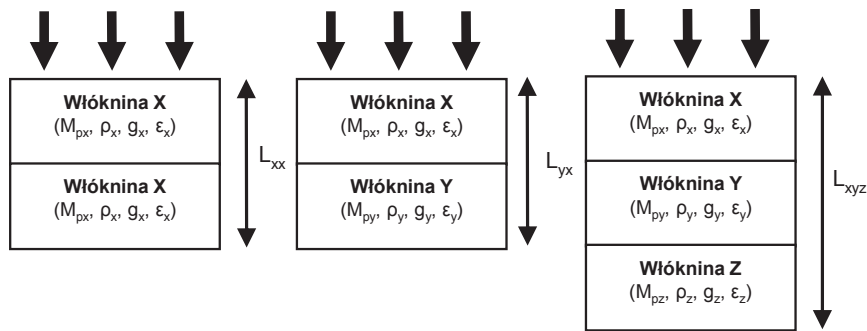 Włóknina X
(Mpx, ρx, gx, εx)
Włóknina X
(Mpx, ρx, gx, εx)
Lxx
Włóknina X
(Mpx, ρx, gx, εx)
Włóknina Y
(Mpy, ρy, gy, εy)
Lyx
Włóknina X
(Mpx, ρx, gx, εx)
Włóknina Y
(Mpy, ρy, gy, εy)
Włóknina Z
(Mpz, ρz, gz, εz)
Lxyz